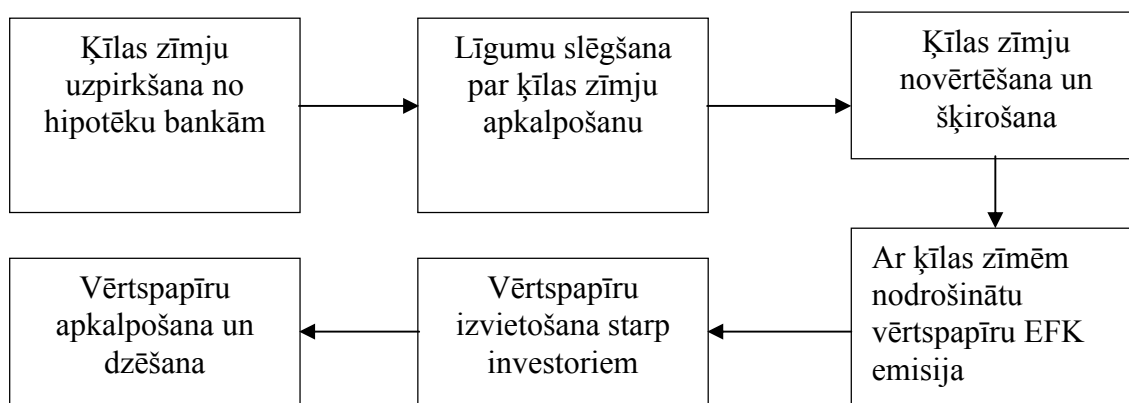 Ķīlas zīmju
uzpirkšana no
hipotēku bankām
Līgumu slēgšana
par ķīlas zīmju
apkalpošanu
Ķīlas zīmju
novērtēšana un
šķirošana
Ar ķīlas zīmēm
nodrošinātu
vērtspapīru EFK
emisija
Vērtspapīru
izvietošana starp
investoriem
Vērtspapīru
apkalpošana un
dzēšana